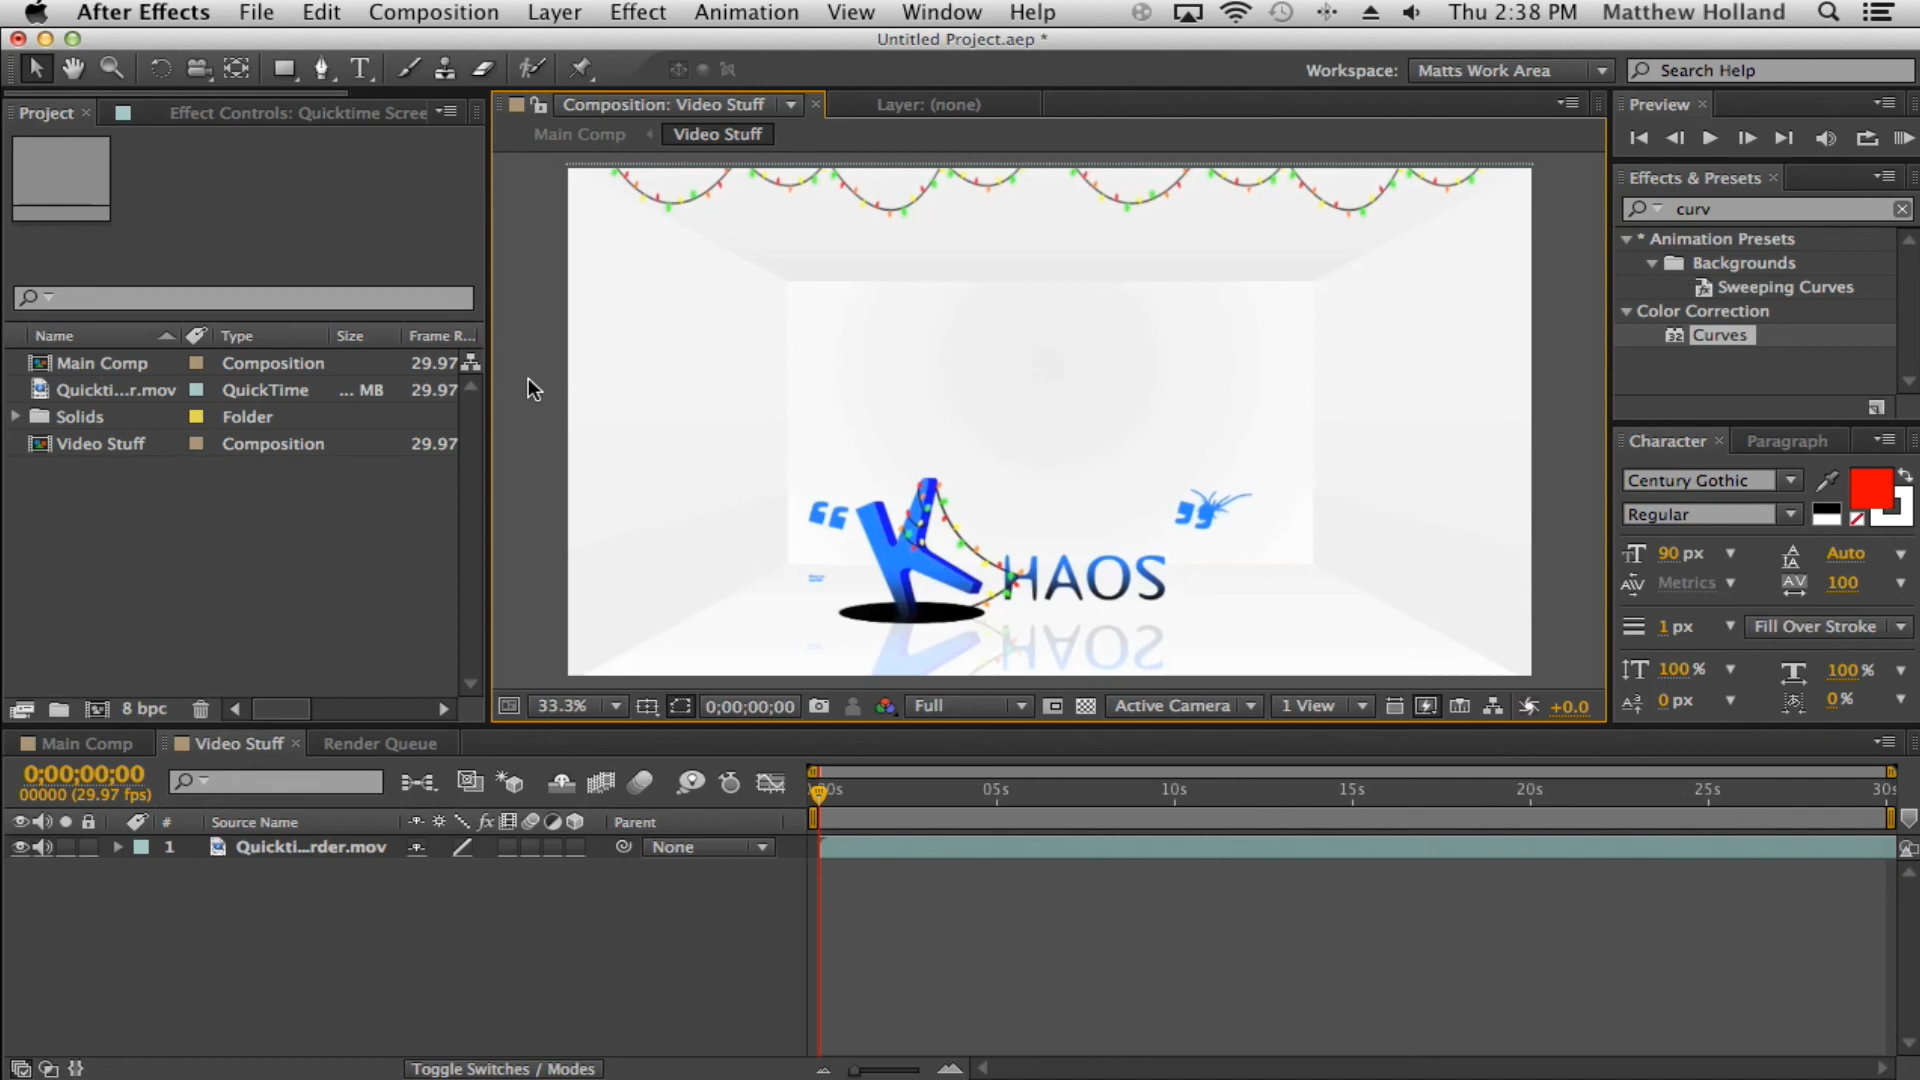 After Effects File Edit Composition Layer Effect Animation View Window Help Thu 2:38 PM Matthew Holland
Untitled Project.aep *
Workspace: Matts Work Area Search Help
Project Effect Controls: Quicktime Scree
Composition: Video Stuff Layer: (none)
Main Comp Video Stuff
Preview
Effects & Presets
curv
* Animation Presets
Backgrounds
Sweeping Curves
Color Correction
Curves
Name Type Size Frame R...
Main Comp Composition 29.97
Quickti...r.mov QuickTime ... MB 29.97
Solids Folder
Video Stuff Composition 29.97
8 bpc
“ K HAOS ”
HAOS
33.3% 0;00;00;00 Full Active Camera 1 View +0.0
Character Paragraph
Century Gothic
Regular
90 px Auto
Metrics 100
1 px Fill Over Stroke
100 % 100 %
0 px 0 %
Main Comp Video Stuff Render Queue
0;00;00;00
00000 (29.97 fps)
05s 10s 15s 20s 25s 30s
# Source Name fx Parent
1 Quickti...rder.mov None
Toggle Switches / Modes